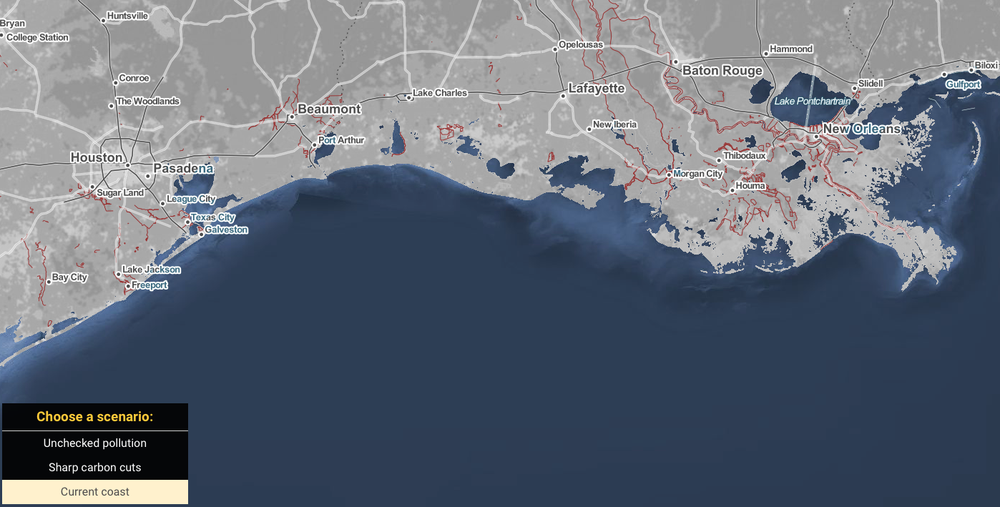 Huntsville
Bryan
College Station
Opelousas
Hammond
Biloxi
Baton Rouge
Conroe
Slidell
Gulfport
Lafayette
Lake Charles
The Woodlands
Lake Pontchartrain
Beaumont
New Iberia
New Orleans
Port Arthur
Houston
Thibodaux
Pasadena
Morgan City
Houma
Sugar Land
League City
Texas City
Galveston
Lake Jackson
Bay City
Freeport
Choose a scenario:
Unchecked pollution
Sharp carbon cuts
Current coast